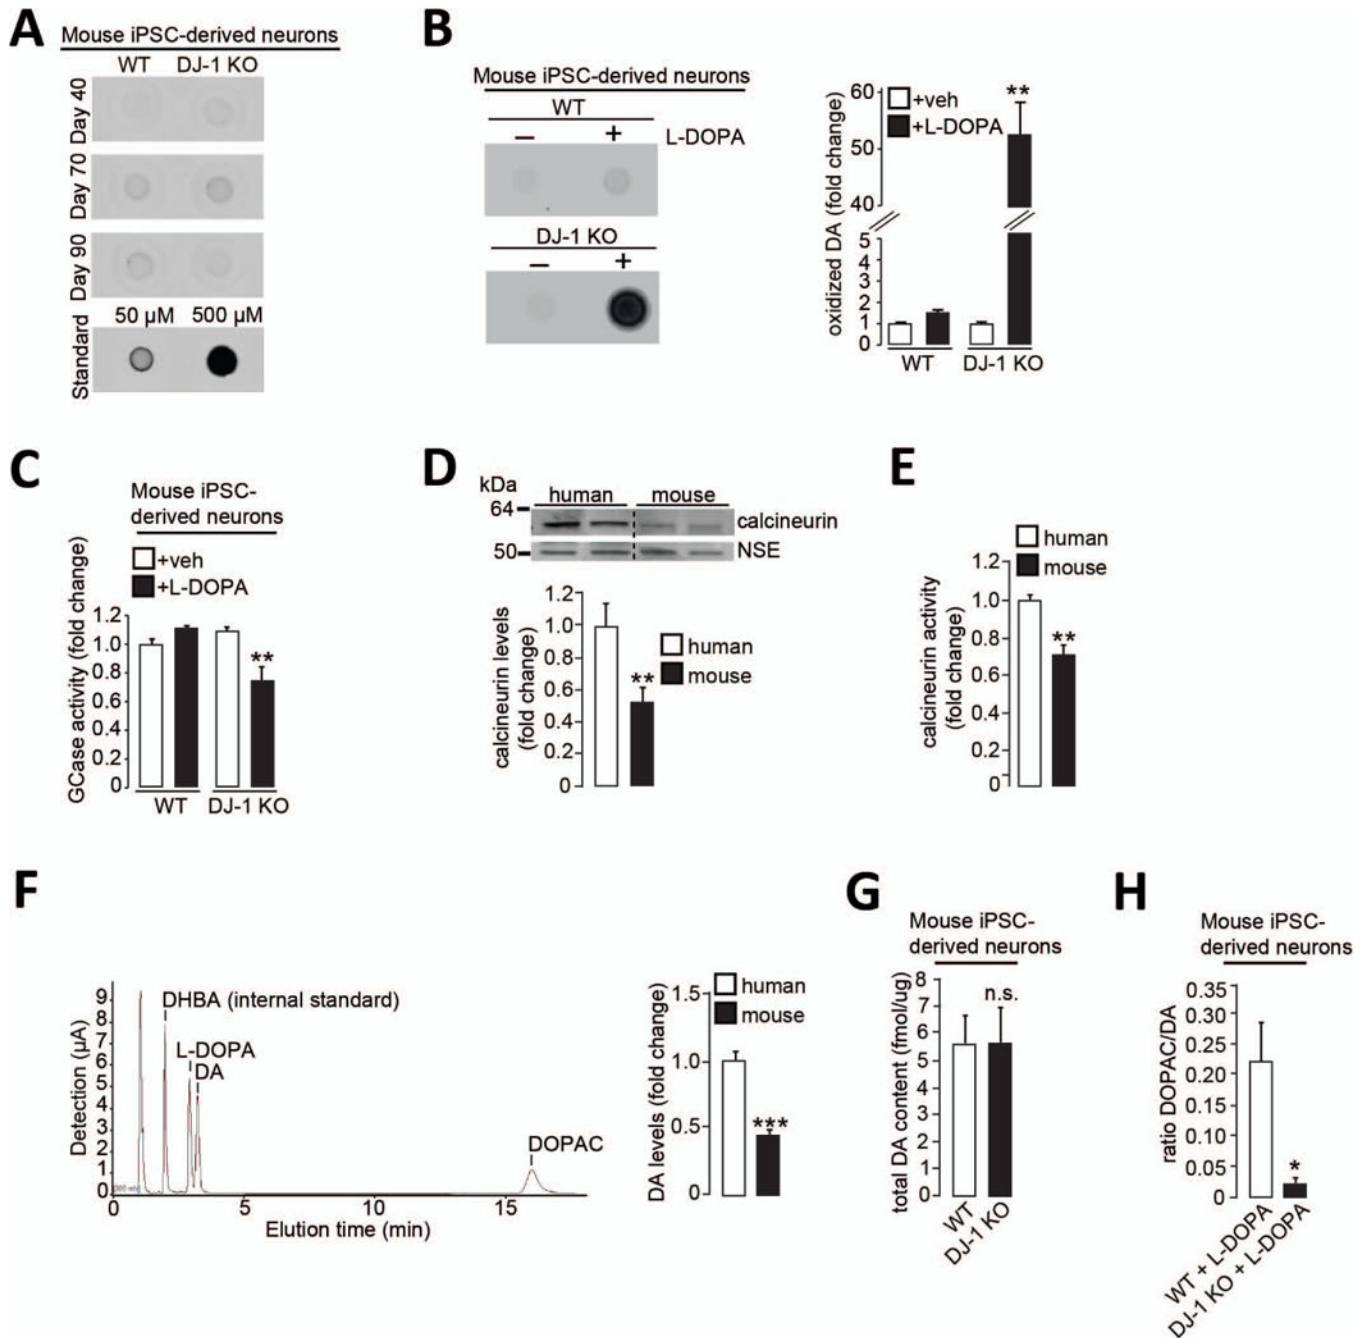 A
Mouse iPSC-derived neurons
WT DJ-1 KO
Day 40
Day 70
Day 90
50 µM 500 µM
Standard
B
Mouse iPSC-derived neurons
WT
− + L-DOPA
DJ-1 KO
− +
oxidized DA (fold change)
60
50
40
5
4
3
2
1
0
+veh
+L-DOPA
**
WT DJ-1 KO
C
Mouse iPSC-
derived neurons
+veh
+L-DOPA
GCase activity (fold change)
1.2
1.0
0.8
0.6
0.4
0.2
0
**
WT DJ-1 KO
D
kDa
human mouse
64
calcineurin
50
NSE
calcineurin levels
(fold change)
1.2
1.0
0.8
0.6
0.4
0.2
0
**
human
mouse
E
human
mouse
calcineurin activity
(fold change)
1.2
1.0
0.8
0.6
0.4
0.2
0
**
F
Detection (µA)
9
8
7
6
5
4
3
2
1
0
DHBA (internal standard)
L-DOPA
DA
DOPAC
0 5 10 15
Elution time (min)
DA levels (fold change)
1.5
1.0
0.5
0
human
mouse
***
G
Mouse iPSC-
derived neurons
total DA content (fmol/ug)
8
7
6
5
4
3
2
1
0
n.s.
WT
DJ-1 KO
H
Mouse iPSC-
derived neurons
ratio DOPAC/DA
0.35
0.30
0.25
0.20
0.15
0.10
0.05
0
*
WT + L-DOPA
DJ-1 KO + L-DOPA